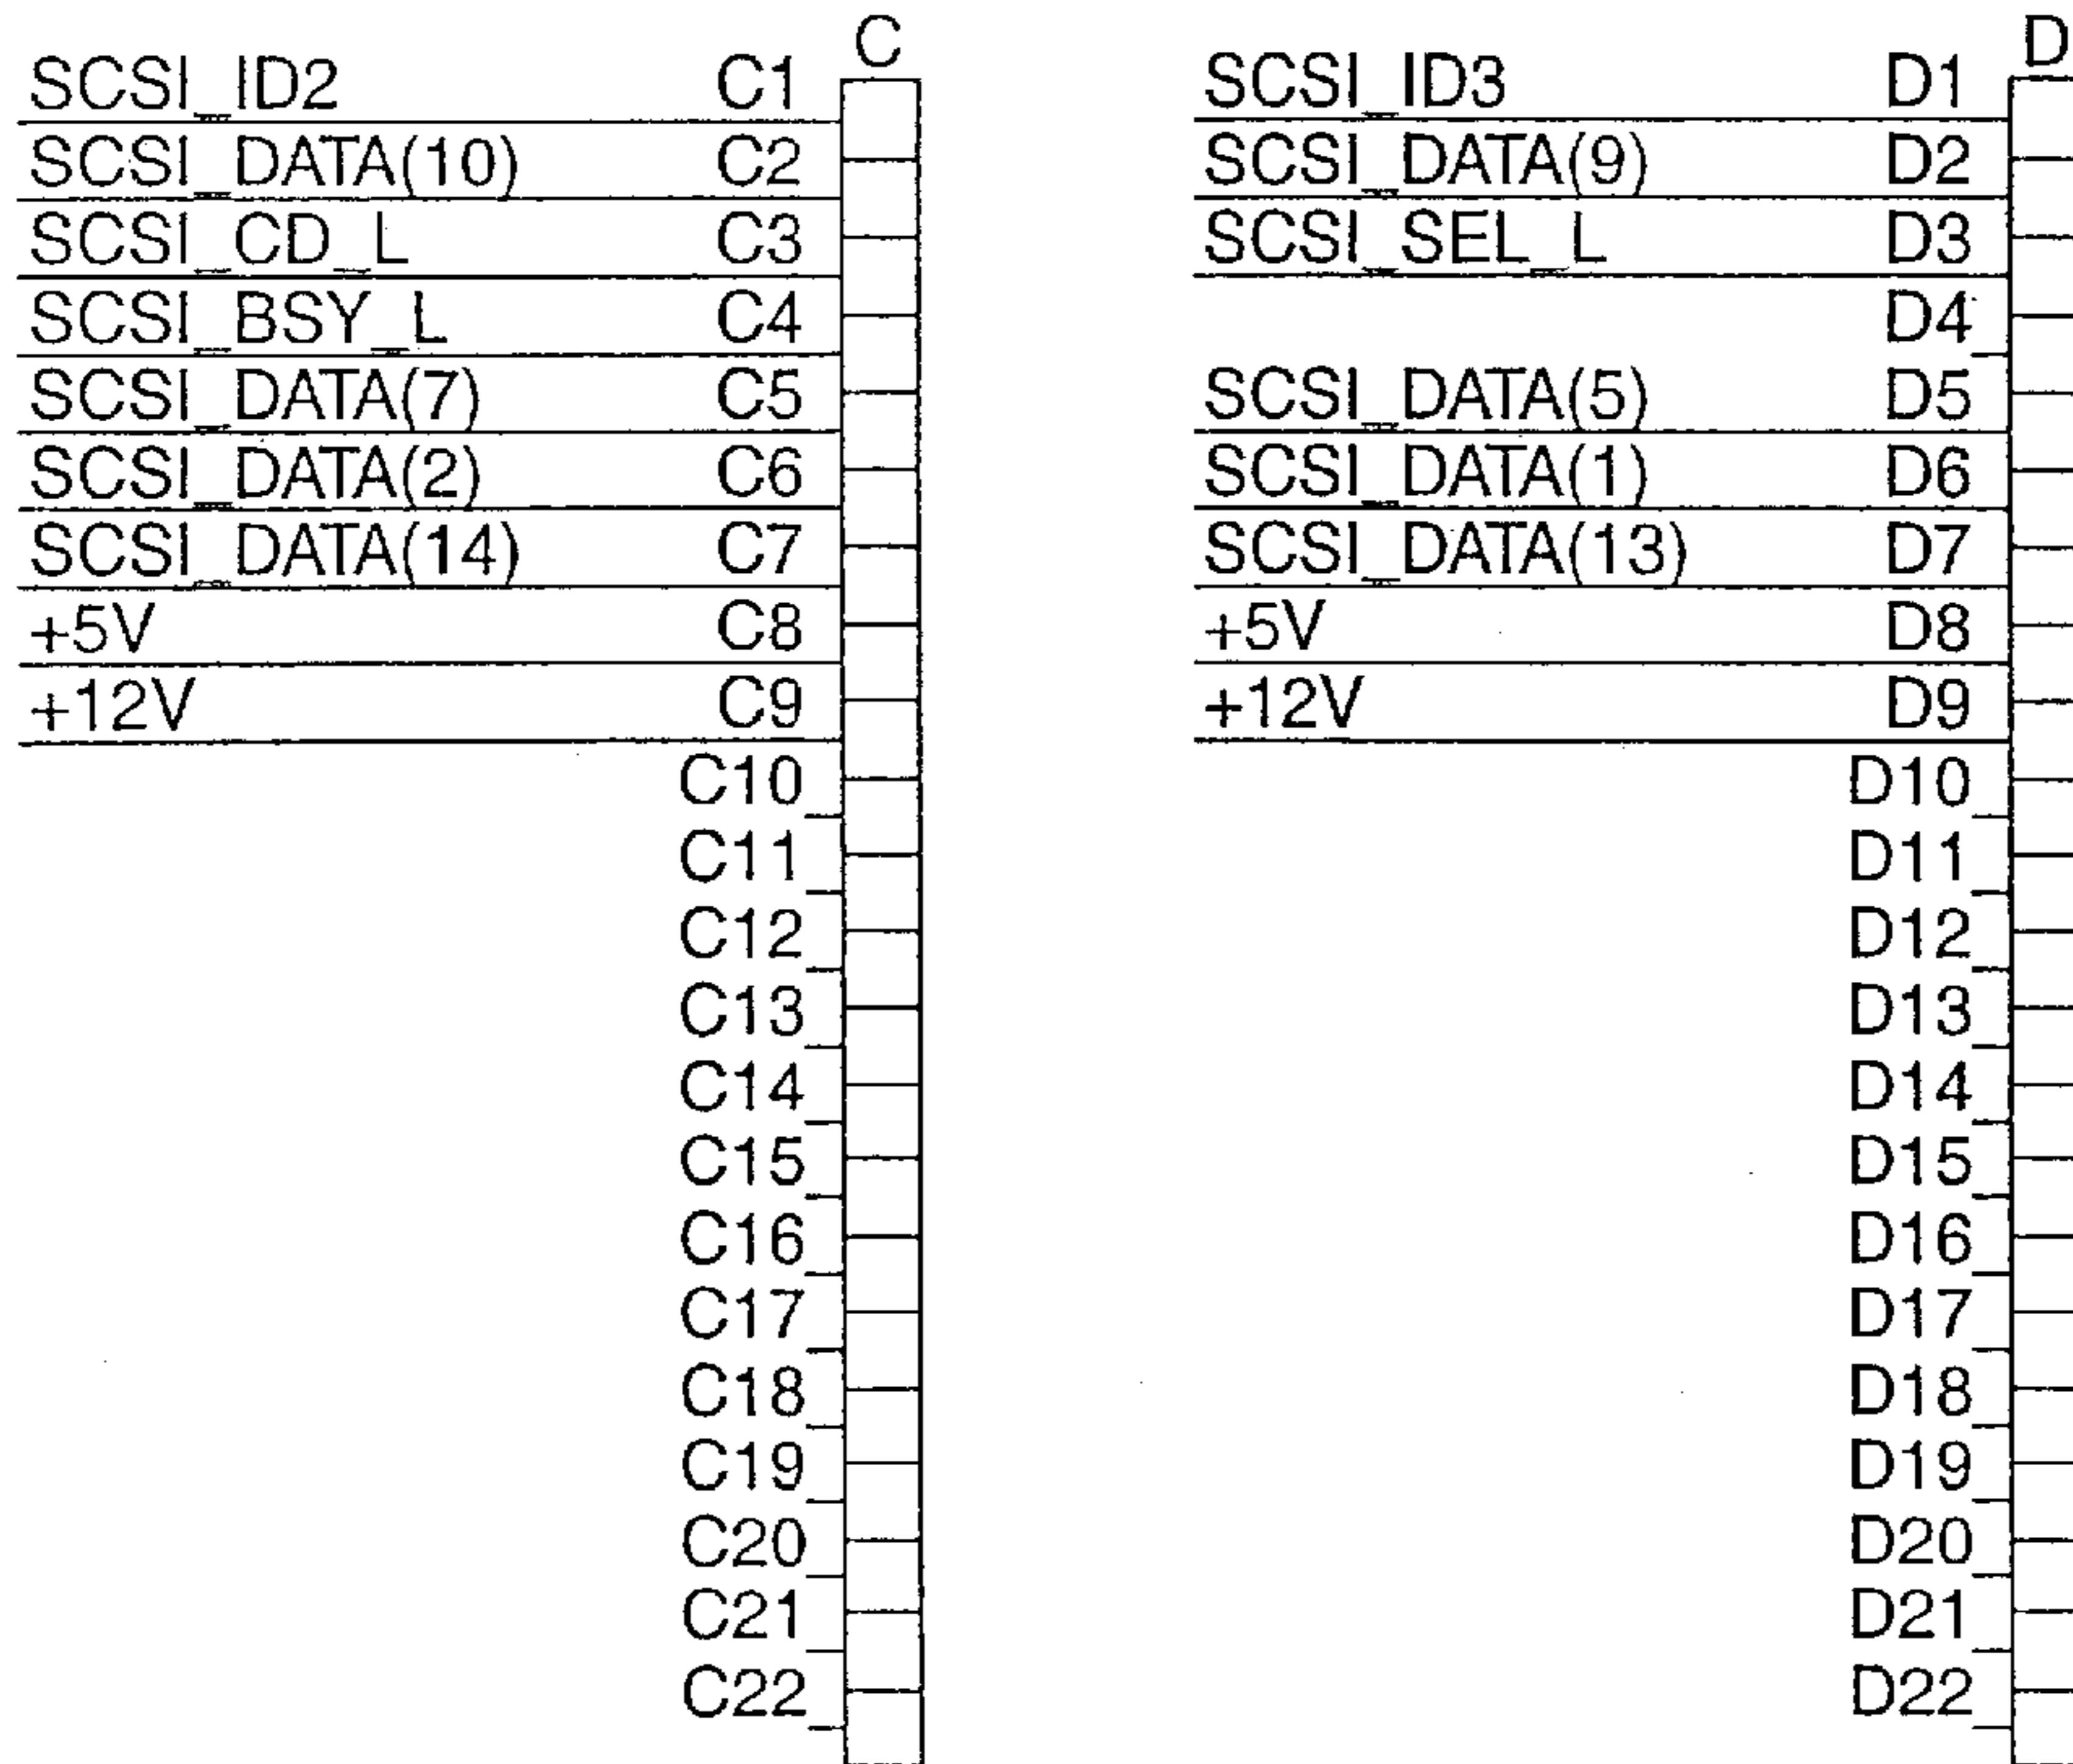 C
SCSI_ID2 C1
SCSI_DATA(10) C2
SCSI_CD_L C3
SCSI_BSY_L C4
SCSI_DATA(7) C5
SCSI_DATA(2) C6
SCSI_DATA(14) C7
+5V C8
+12V C9
C10
C11
C12
C13
C14
C15
C16
C17
C18
C19
C20
C21
C22
D
SCSI_ID3 D1
SCSI_DATA(9) D2
SCSI_SEL_L D3
D4
SCSI_DATA(5) D5
SCSI_DATA(1) D6
SCSI_DATA(13) D7
+5V D8
+12V D9
D10
D11
D12
D13
D14
D15
D16
D17
D18
D19
D20
D21
D22